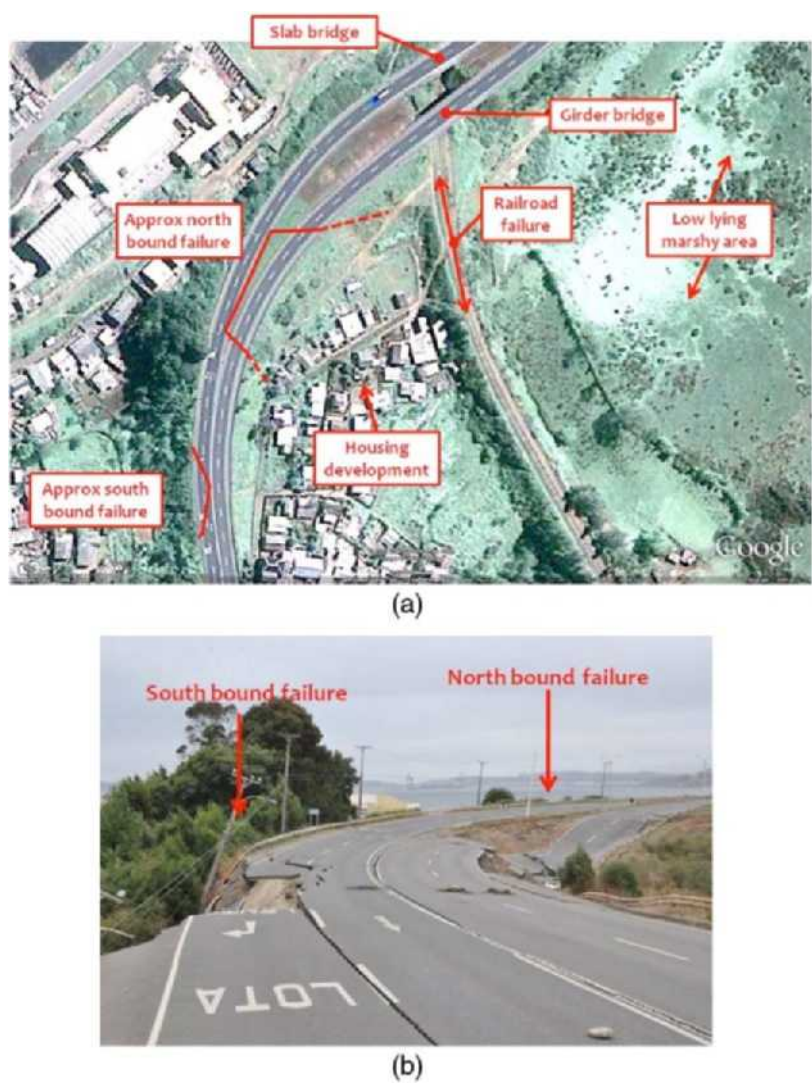 Slab bridge
Girder bridge
Approx north
bound failure
Railroad
failure
Low lying
marshy area
Housing
development
Approx south
bound failure
Google
(a)
South bound failure
North bound failure
LOTA
(b)